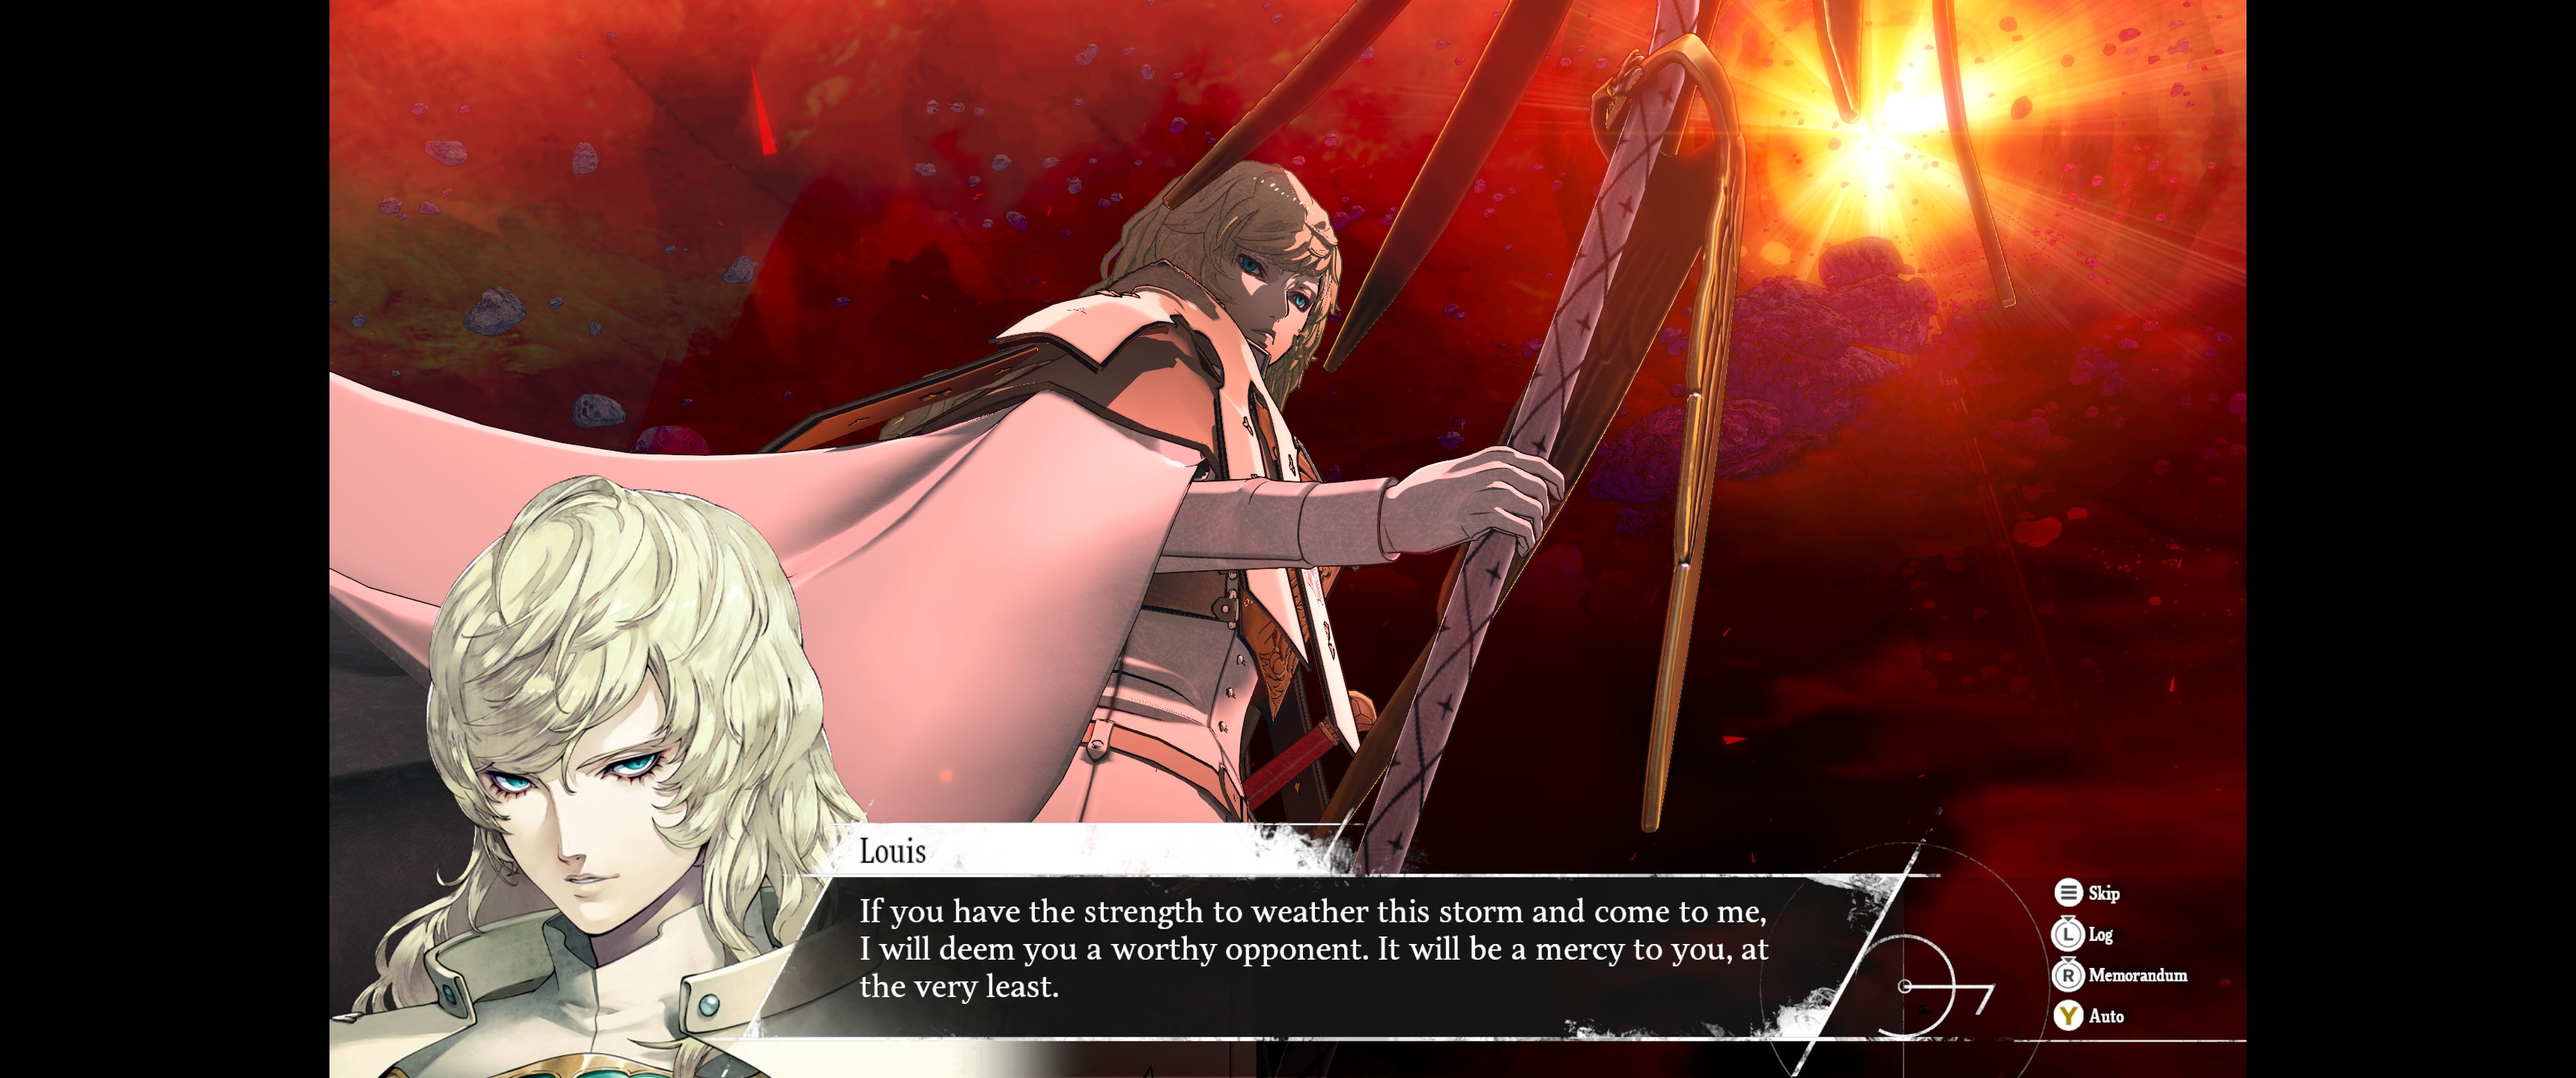 Louis
If you have the strength to weather this storm and come to me,
I will deem you a worthy opponent. It will be a mercy to you, at
the very least.
Skip
L Log
R Memorandum
Y Auto